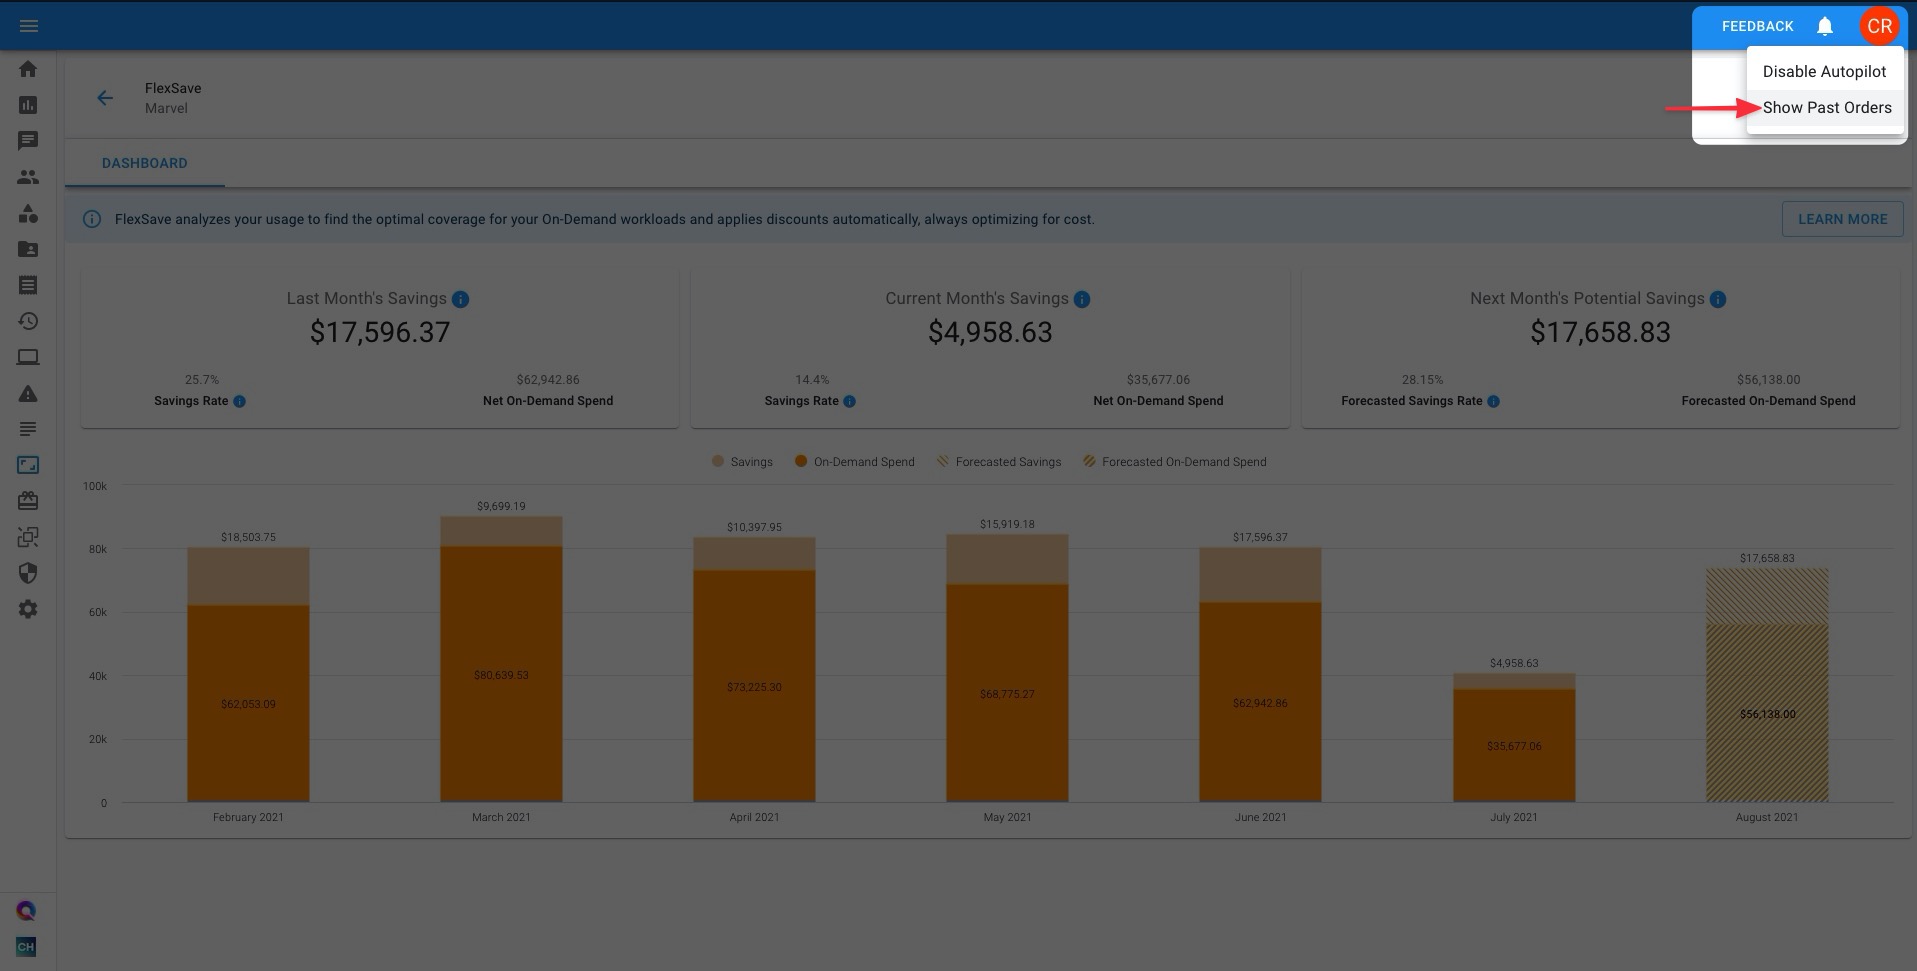 FEEDBACK
CR
Disable Autopilot
Show Past Orders
FlexSave
Marvel
DASHBOARD
FlexSave analyzes your usage to find the optimal coverage for your On-Demand workloads and applies discounts automatically, always optimizing for cost.
LEARN MORE
Last Month's Savings
$17,596.37
25.7%
Savings Rate
$62,942.86
Net On-Demand Spend
Current Month's Savings
$4,958.63
14.4%
Savings Rate
$35,677.06
Net On-Demand Spend
Next Month's Potential Savings
$17,658.83
28.15%
Forecasted Savings Rate
$56,138.00
Forecasted On-Demand Spend
Savings
On-Demand Spend
Forecasted Savings
Forecasted On-Demand Spend
100k
80k
60k
40k
20k
0
$18,503.75
$62,053.09
February 2021
$9,699.19
$80,639.53
March 2021
$10,397.95
$73,225.30
April 2021
$15,919.18
$68,775.27
May 2021
$17,596.37
$62,942.86
June 2021
$4,958.63
$35,677.06
July 2021
$17,658.83
$56,138.00
August 2021
CH